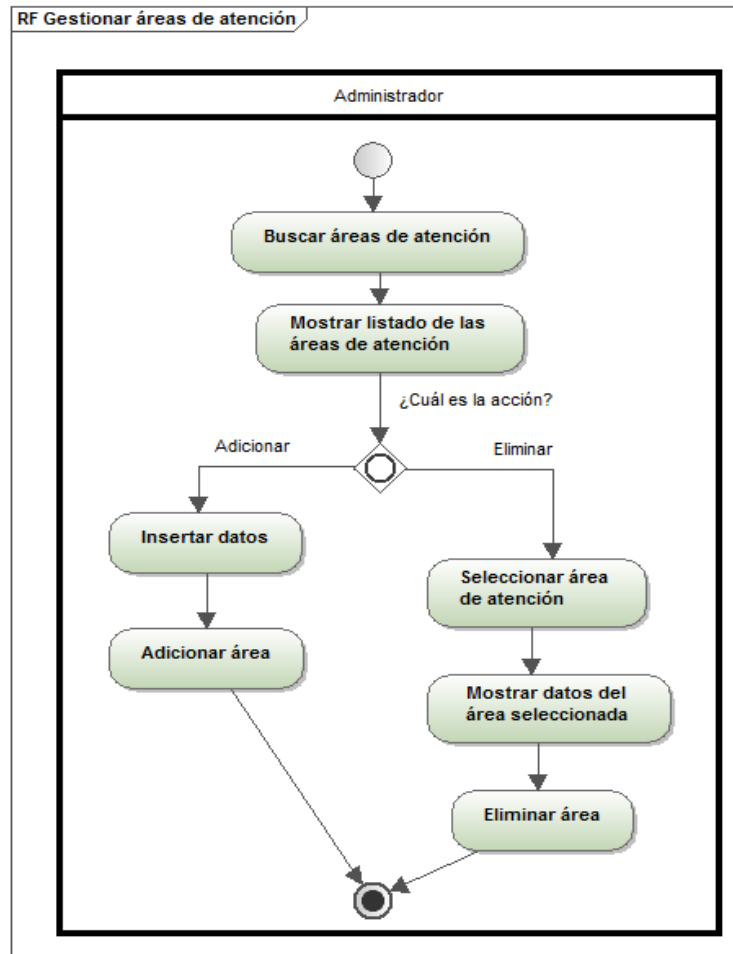 RF Gestionar áreas de atención
Administrador
Buscar áreas de atención
Mostrar listado de las
áreas de atención
¿Cuál es la acción?
Adicionar
Eliminar
Insertar datos
Seleccionar área
de atención
Adicionar área
Mostrar datos del
área seleccionada
Eliminar área